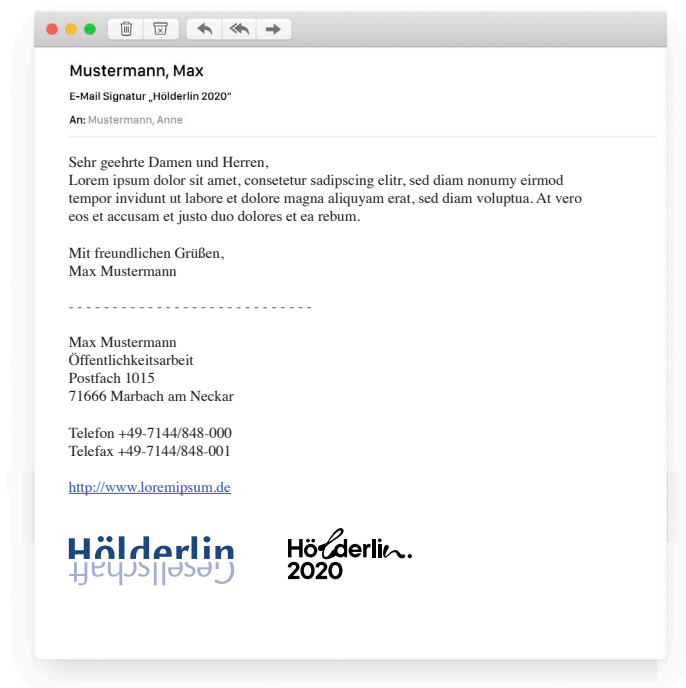 Mustermann, Max
E-Mail Signatur „Hölderlin 2020“
An: Mustermann, Anne
Sehr geehrte Damen und Herren,
Lorem ipsum dolor sit amet, consetetur sadipscing elitr, sed diam nonumy eirmod
tempor invidunt ut labore et dolore magna aliquyam erat, sed diam voluptua. At vero
eos et accusam et justo duo dolores et ea rebum.
Mit freundlichen Grüßen,
Max Mustermann
- - - - - - - - - - - - - - - - - - - - - - - - - - - -
Max Mustermann
Öffentlichkeitsarbeit
Postfach 1015
71666 Marbach am Neckar
Telefon +49-7144/848-000
Telefax +49-7144/848-001
http://www.loremipsum.de
Hölderlin
Gesellschaft
Hölderlin.
2020